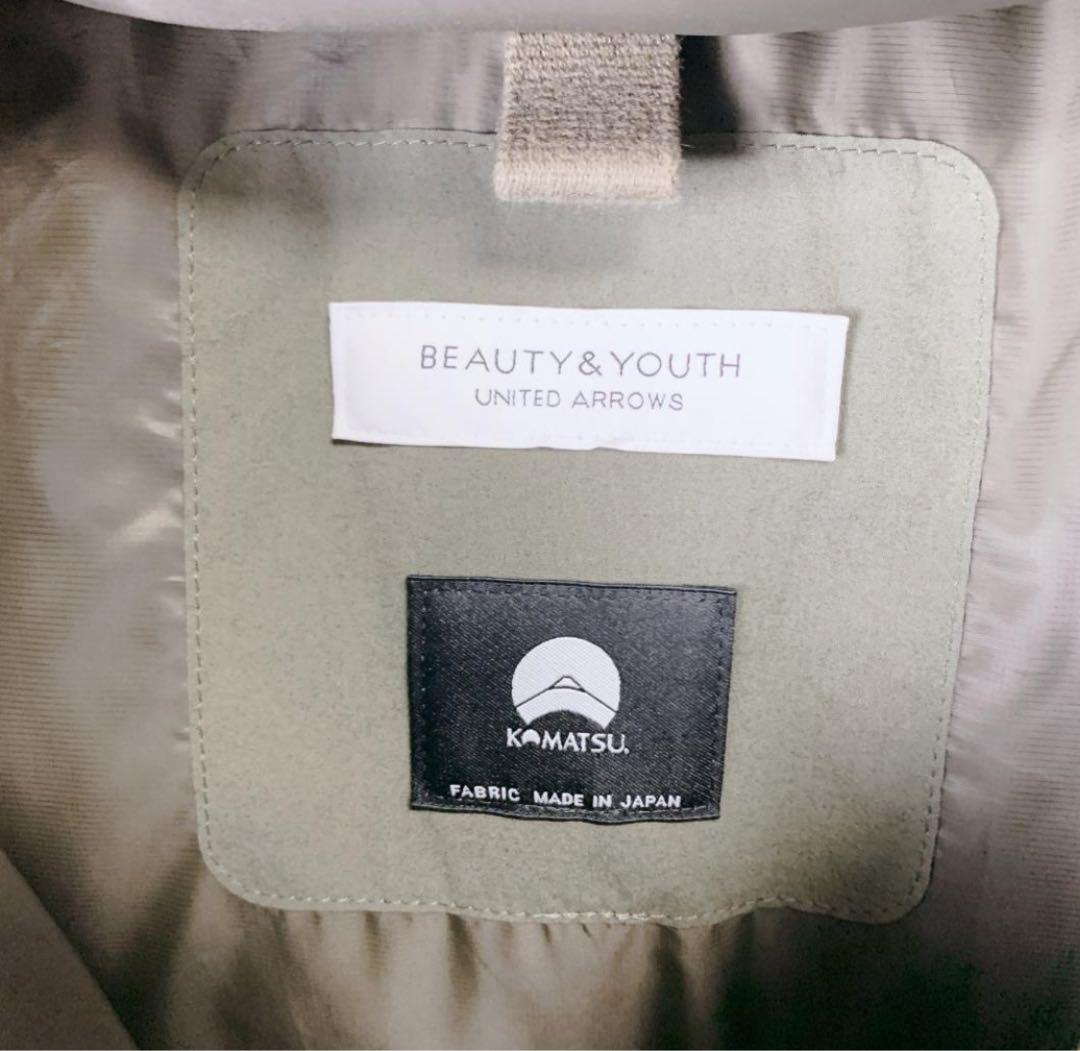 BEAUTY&YOUTH
UNITED ARROWS
KOMATSU.
FABRIC MADE IN JAPAN